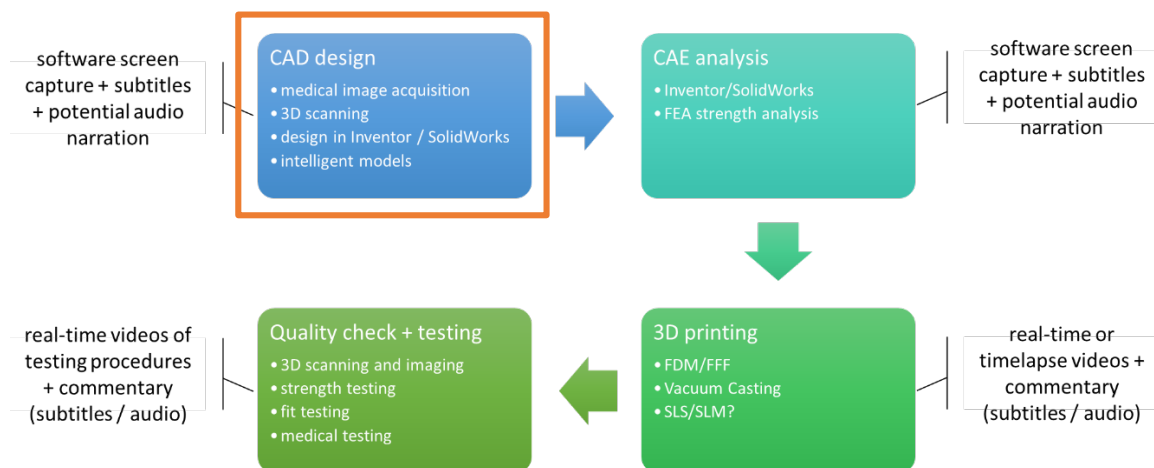 software screen
capture + subtitles
+ potential audio
narration
CAD design
• medical image acquisition
• 3D scanning
• design in Inventor / SolidWorks
• intelligent models
CAE analysis
• Inventor/SolidWorks
• FEA strength analysis
software screen
capture + subtitles
+ potential audio
narration
real-time videos of
testing procedures
+ commentary
(subtitles / audio)
Quality check + testing
• 3D scanning and imaging
• strength testing
• fit testing
• medical testing
3D printing
• FDM/FFF
• Vacuum Casting
• SLS/SLM?
real-time or
timelapse videos +
commentary
(subtitles / audio)